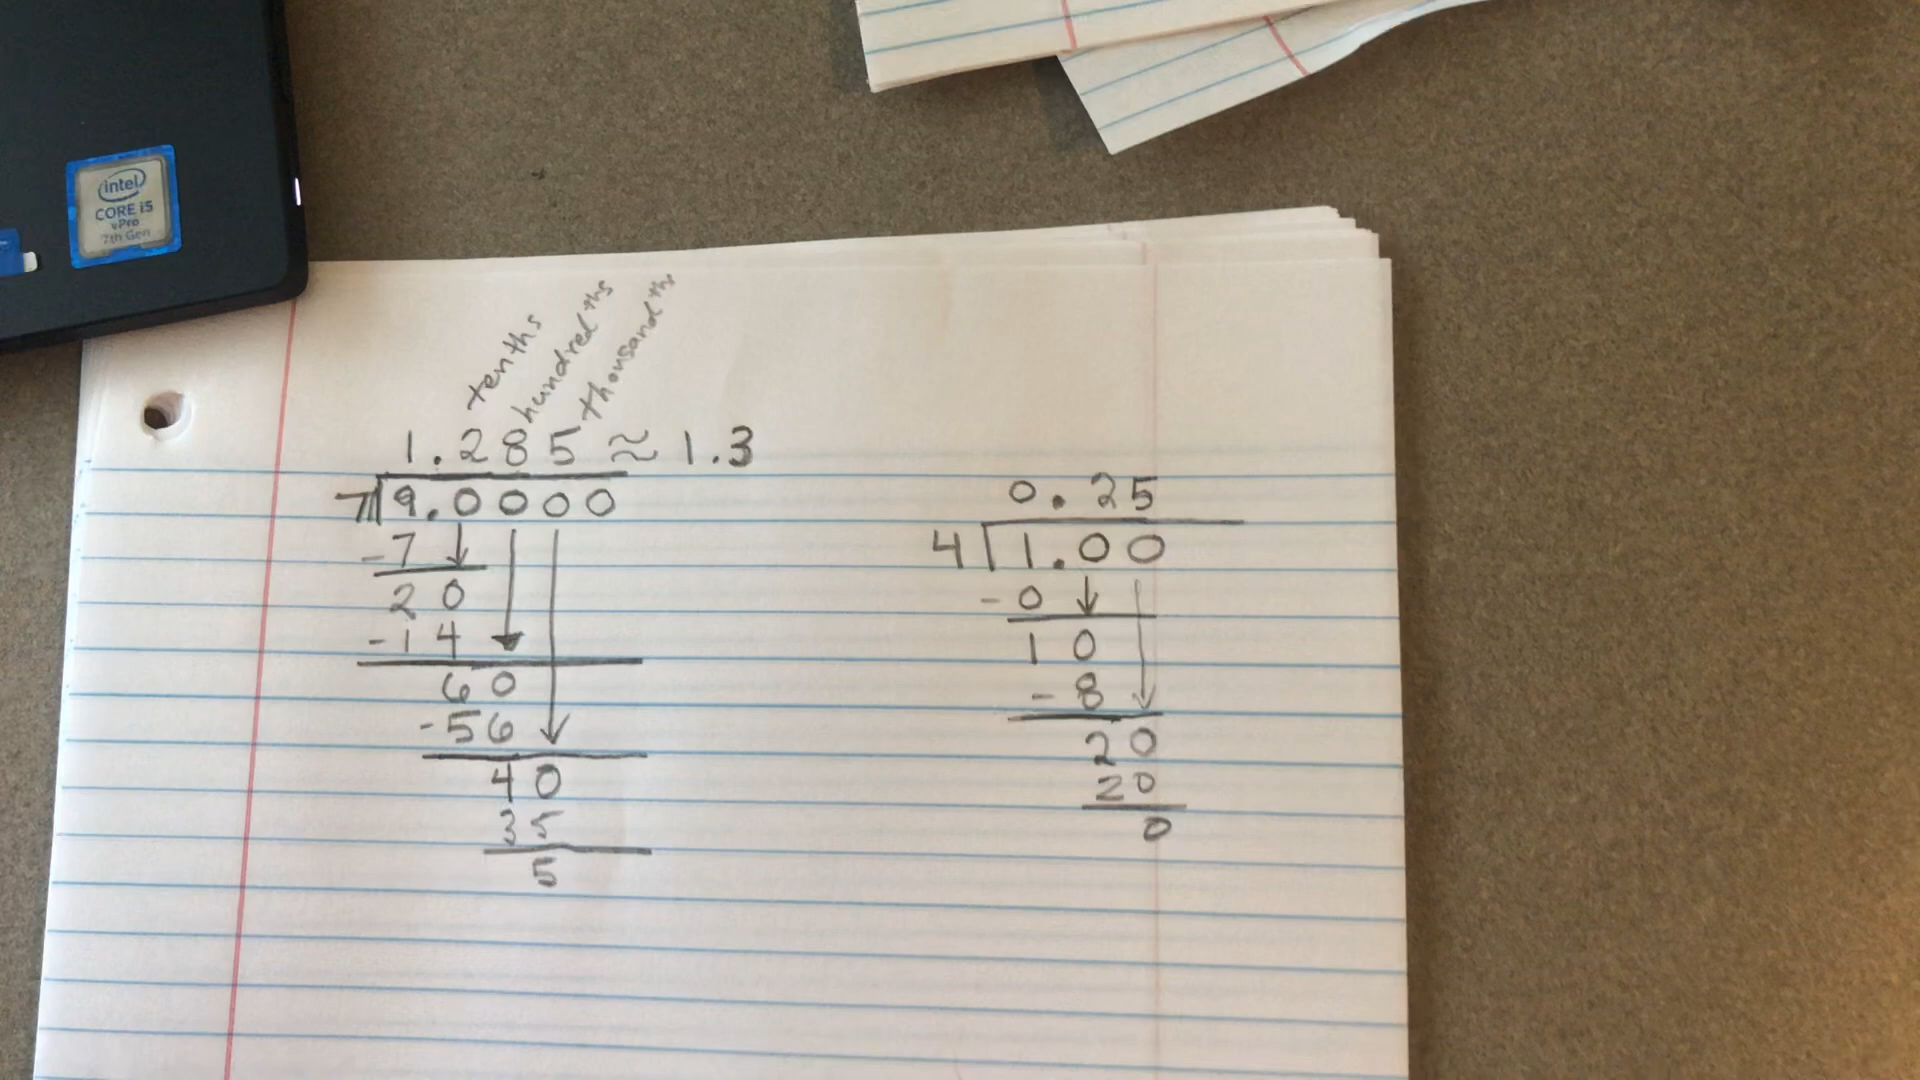 intel
CORE i5
vPro
7th Gen
tenths
hundredths
thousandths
1.285 ≈ 1.3
7 9.0000
-7
20
-14
60
-56
40
35
5
0.25
4 1.00
-0
10
-8
20
20
0